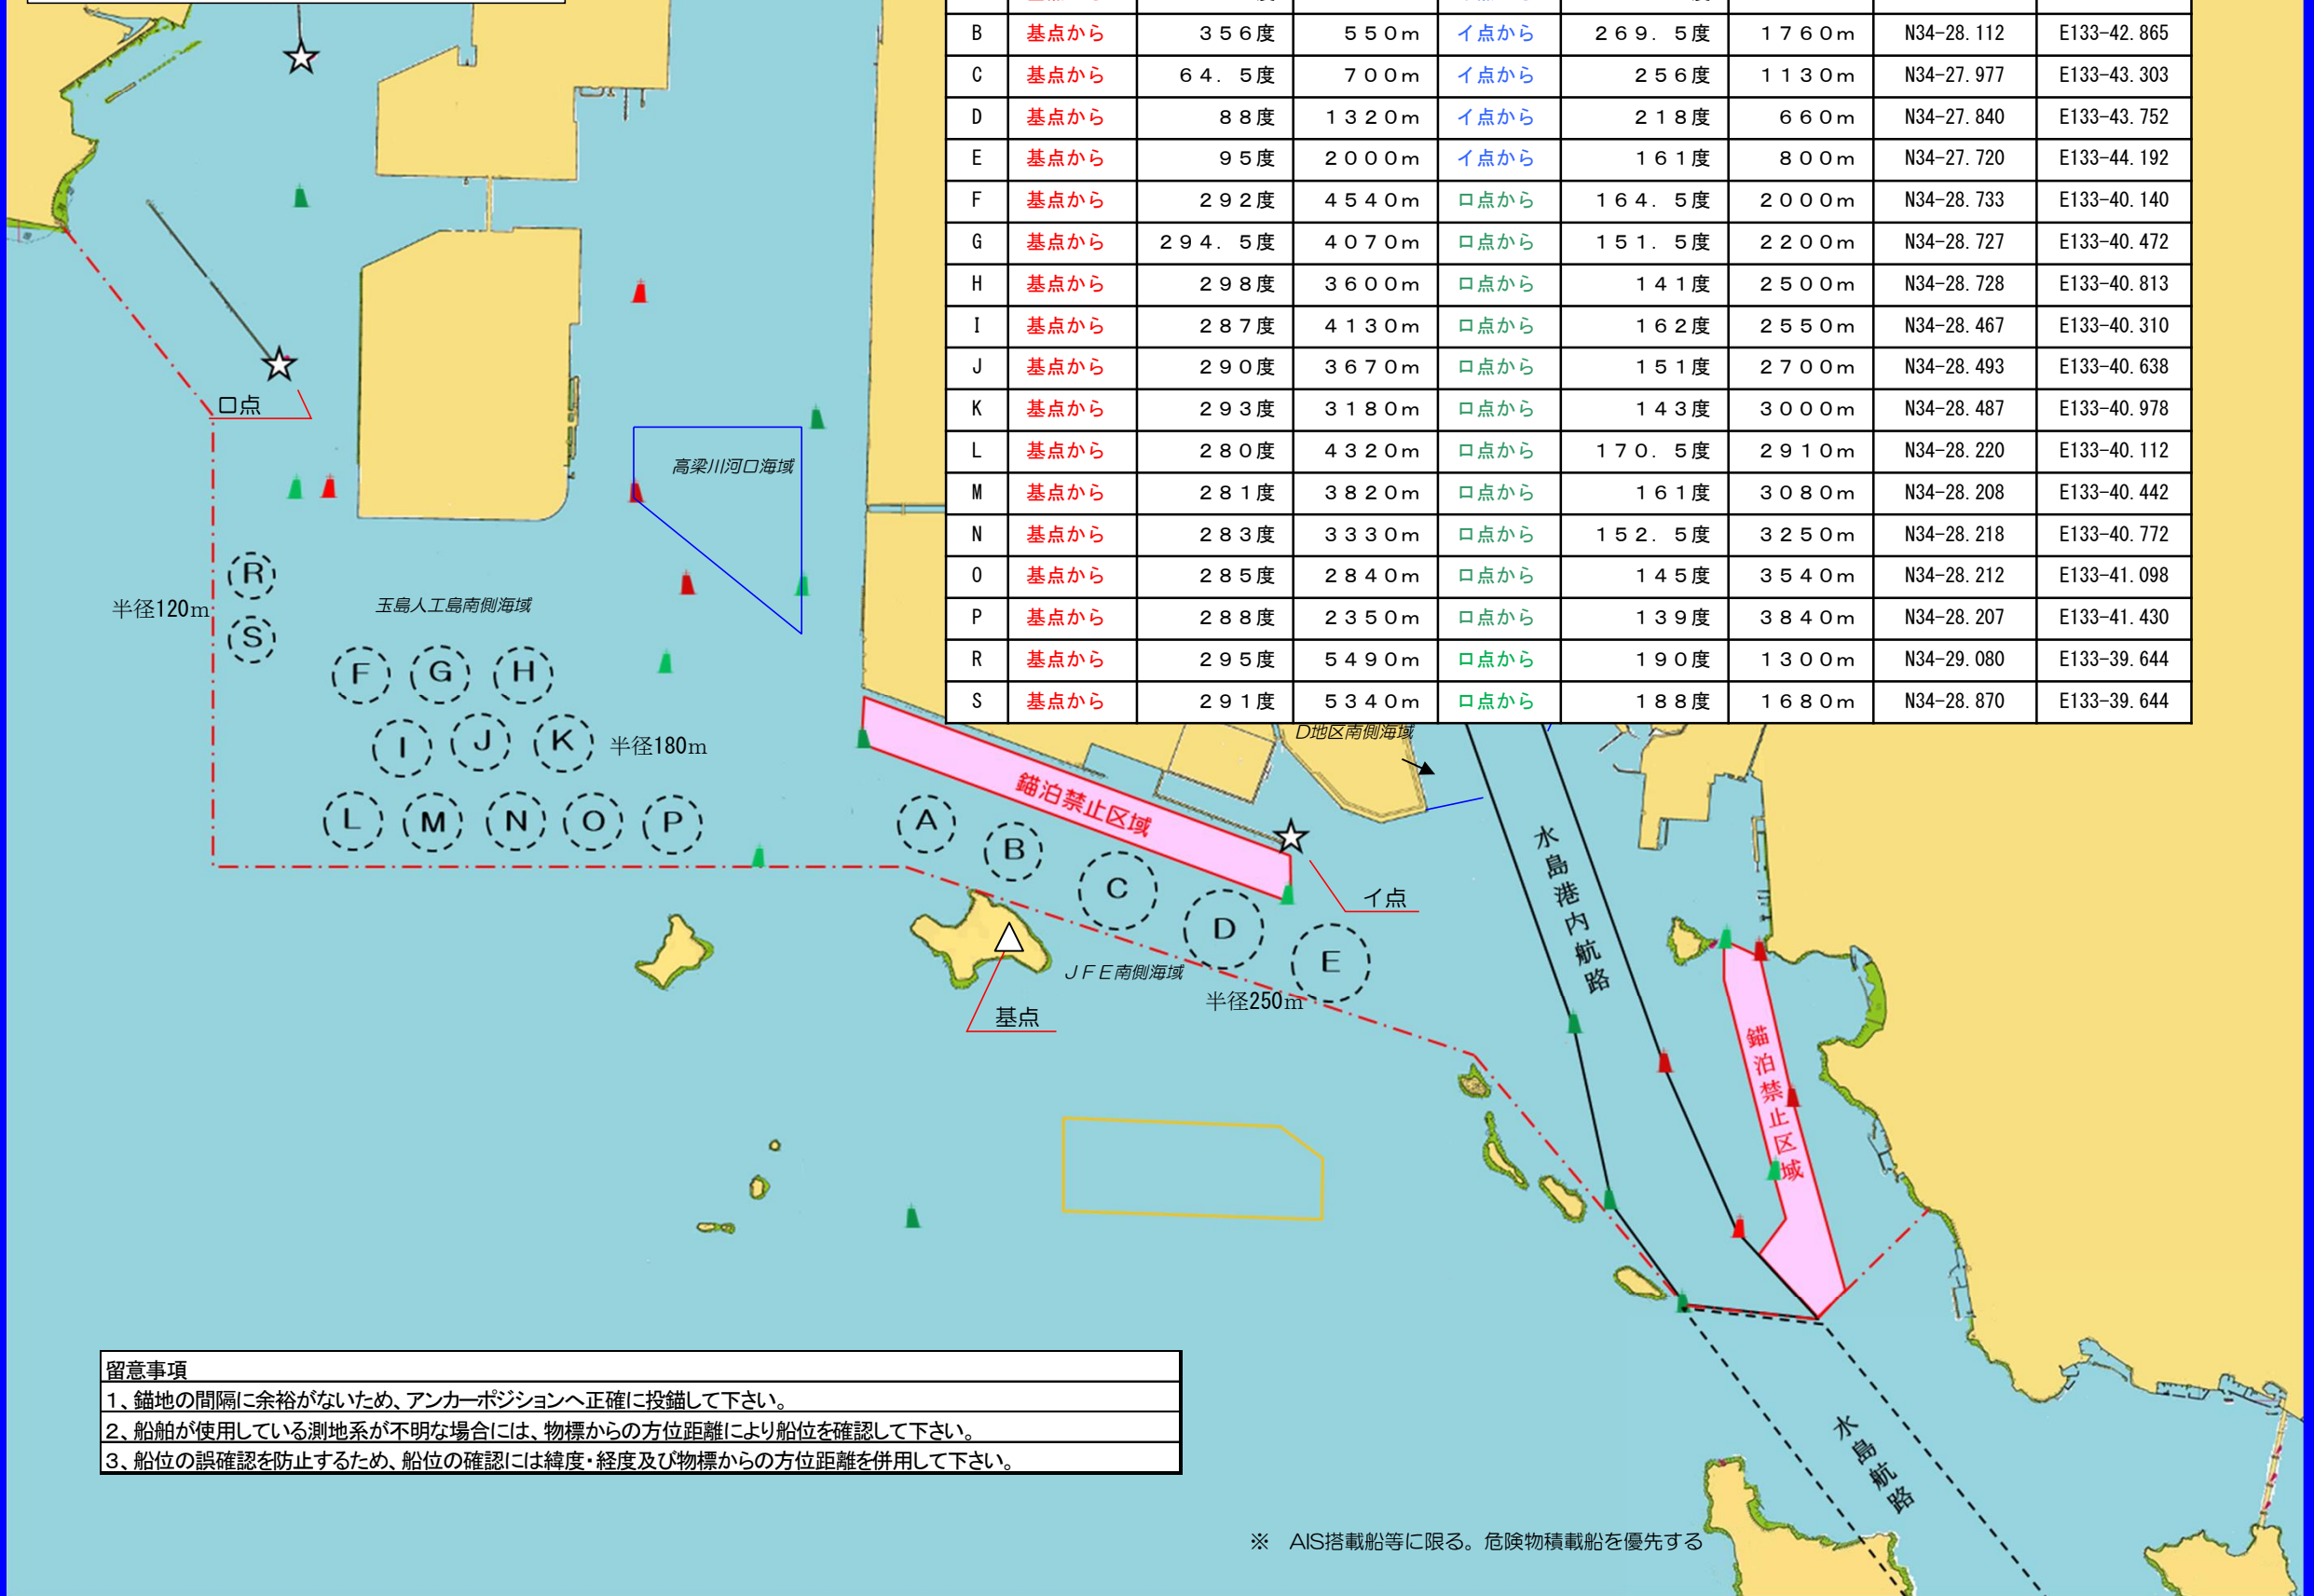 B 基点から 356度 550m イ点から 269.5度 1760m N34-28.112 E133-42.865
C 基点から 64.5度 700m イ点から 256度 1130m N34-27.977 E133-43.303
D 基点から 88度 1320m イ点から 218度 660m N34-27.840 E133-43.752
E 基点から 95度 2000m イ点から 161度 800m N34-27.720 E133-44.192
F 基点から 292度 4540m ロ点から 164.5度 2000m N34-28.733 E133-40.140
G 基点から 294.5度 4070m ロ点から 151.5度 2200m N34-28.727 E133-40.472
H 基点から 298度 3600m ロ点から 141度 2500m N34-28.728 E133-40.813
I 基点から 287度 4130m ロ点から 162度 2550m N34-28.467 E133-40.310
J 基点から 290度 3670m ロ点から 151度 2700m N34-28.493 E133-40.638
K 基点から 293度 3180m ロ点から 143度 3000m N34-28.487 E133-40.978
L 基点から 280度 4320m ロ点から 170.5度 2910m N34-28.220 E133-40.112
M 基点から 281度 3820m ロ点から 161度 3080m N34-28.208 E133-40.442
N 基点から 283度 3330m ロ点から 152.5度 3250m N34-28.218 E133-40.772
O 基点から 285度 2840m ロ点から 145度 3540m N34-28.212 E133-41.098
P 基点から 288度 2350m ロ点から 139度 3840m N34-28.207 E133-41.430
R 基点から 295度 5490m ロ点から 190度 1300m N34-29.080 E133-39.644
S 基点から 291度 5340m ロ点から 188度 1680m N34-28.870 E133-39.644
ロ点
高梁川河口海域
R
半径120m
玉島人工島南側海域
S
F G H
I J K 半径180m
L M N O P
D地区南側海域
錨泊禁止区域
A
B
C
D
E
イ点
JFE南側海域
半径250m
基点
水島港内航路
錨泊禁止区域
水島航路
留意事項
1、錨地の間隔に余裕がないため、アンカーポジションへ正確に投錨して下さい。
2、船舶が使用している測地系が不明な場合には、物標からの方位距離により船位を確認して下さい。
3、船位の誤確認を防止するため、船位の確認には緯度・経度及び物標からの方位距離を併用して下さい。
※ AIS搭載船等に限る。危険物積載船を優先する